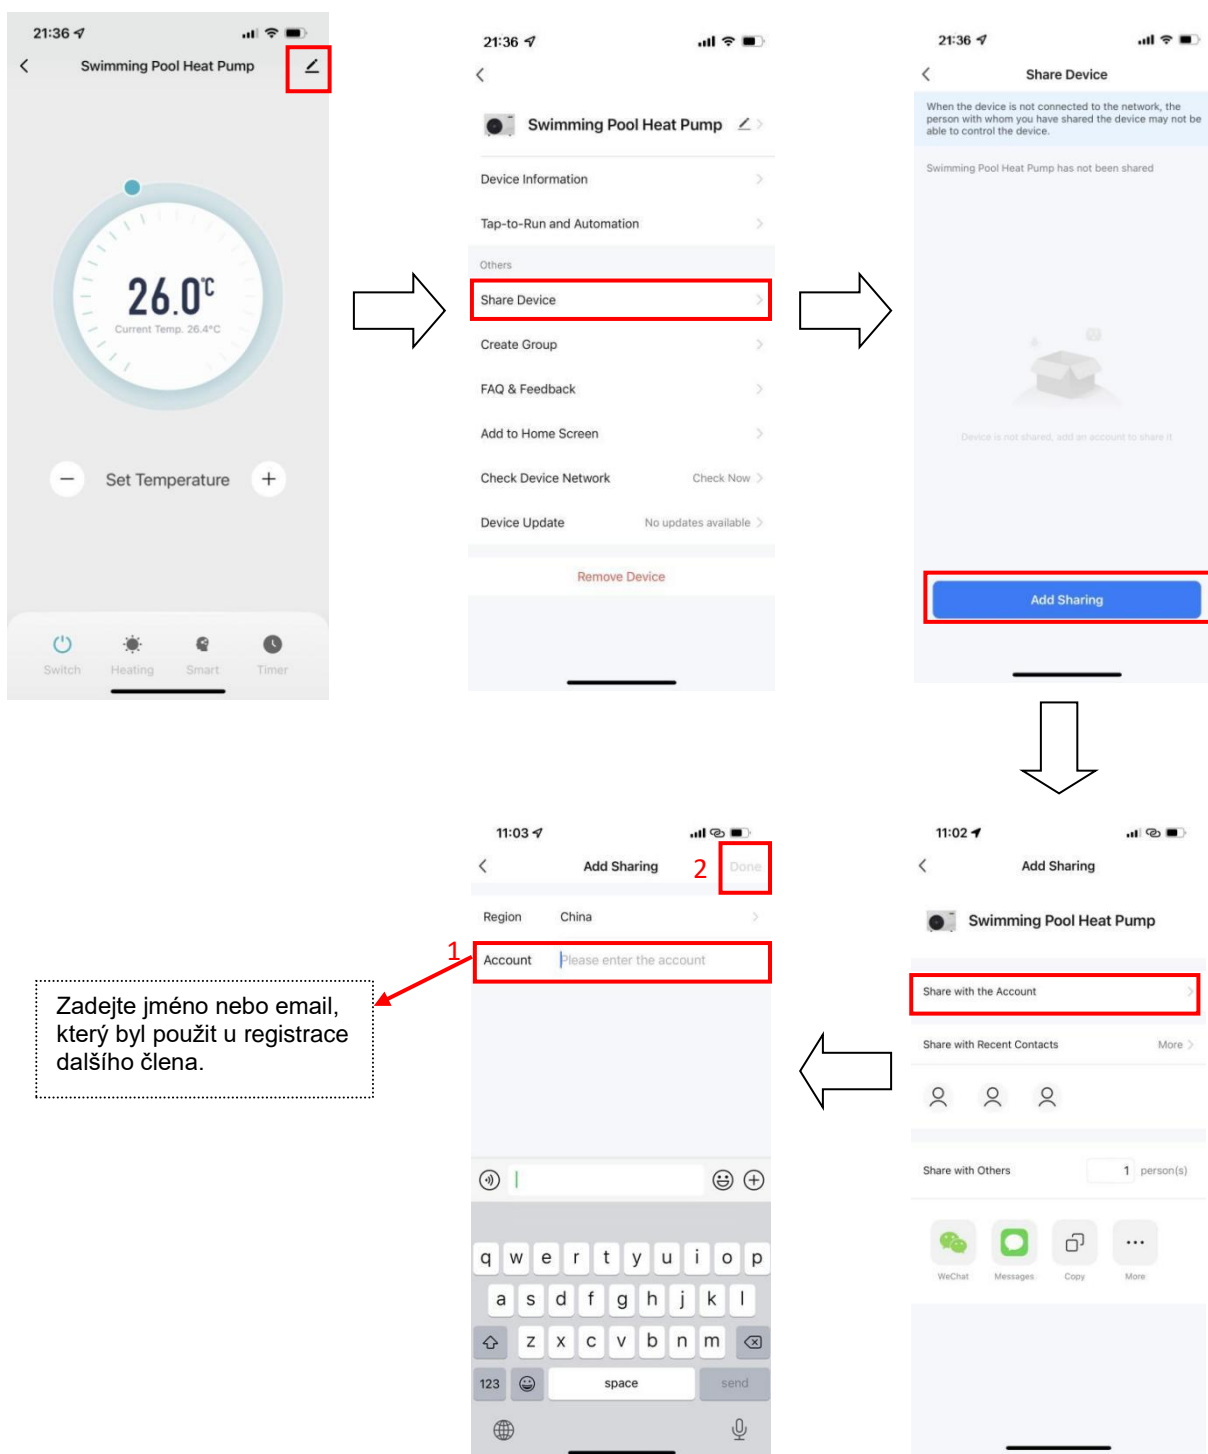 21:36
Swimming Pool Heat Pump
26.0℃
Current Temp. 26.4°C
Set Temperature
Switch Heating Smart Timer
21:36
Swimming Pool Heat Pump
Device Information
Tap-to-Run and Automation
Others
Share Device
Create Group
FAQ & Feedback
Add to Home Screen
Check Device Network Check Now
Device Update No updates available
Remove Device
21:36
Share Device
When the device is not connected to the network, the
person with whom you have shared the device may not be
able to control the device.
Swimming Pool Heat Pump has not been shared
Device is not shared, add an account to share it
Add Sharing
11:02
Add Sharing
Swimming Pool Heat Pump
Share with the Account
Share with Recent Contacts More
Share with Others 1 person(s)
WeChat Messages Copy More
11:03
Add Sharing 2 Done
Region China
1 Account Please enter the account
q w e r t y u i o p
a s d f g h j k l
z x c v b n m
123 space send
Zadejte jméno nebo email,
který byl použit u registrace
dalšího člena.